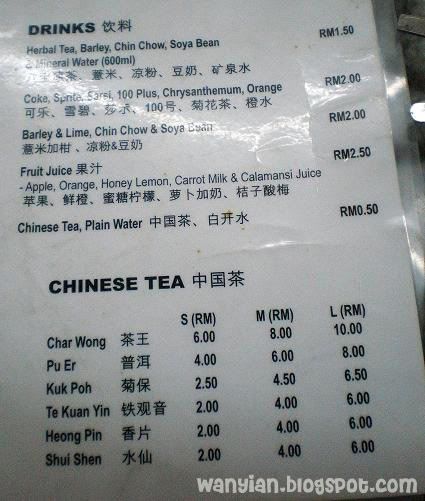 DRINKS 饮料
Herbal Tea, Barley, Chin Chow, Soya Bean
& Mineral Water (600ml) RM1.50
茶、薏米、凉粉、豆奶、矿泉水
Coke, Sprite, Sarsi, 100 Plus, Chrysanthemum, Orange RM2.00
可乐、雪碧、莎水、100号、菊花茶、橙水
Barley & Lime, Chin Chow & Soya Bean RM2.00
薏米加柑、凉粉&豆奶
Fruit Juice 果汁 RM2.50
- Apple, Orange, Honey Lemon, Carrot Milk & Calamansi Juice
苹果、鲜橙、蜜糖柠檬、萝卜加奶、桔子酸梅
Chinese Tea, Plain Water 中国茶、白开水 RM0.50
CHINESE TEA 中国茶
S (RM) M (RM) L (RM)
Char Wong 茶王 6.00 8.00 10.00
Pu Er 普洱 4.00 6.00 8.00
Kuk Poh 菊保 2.50 4.50 6.50
Te Kuan Yin 铁观音 2.00 4.00 6.00
Heong Pin 香片 2.00 4.00 6.00
Shui Shen 水仙 2.00 4.00 6.00
wanyian.blogspot.com